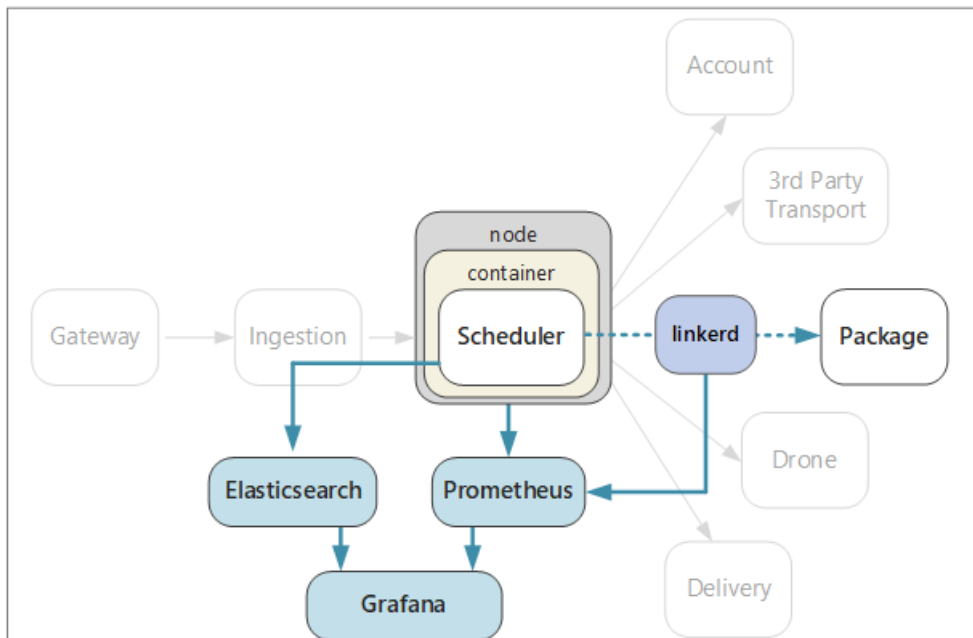 Account
3rd Party
Transport
node
container
Gateway
Ingestion
Scheduler
linkerd
Package
Elasticsearch
Prometheus
Drone
Grafana
Delivery